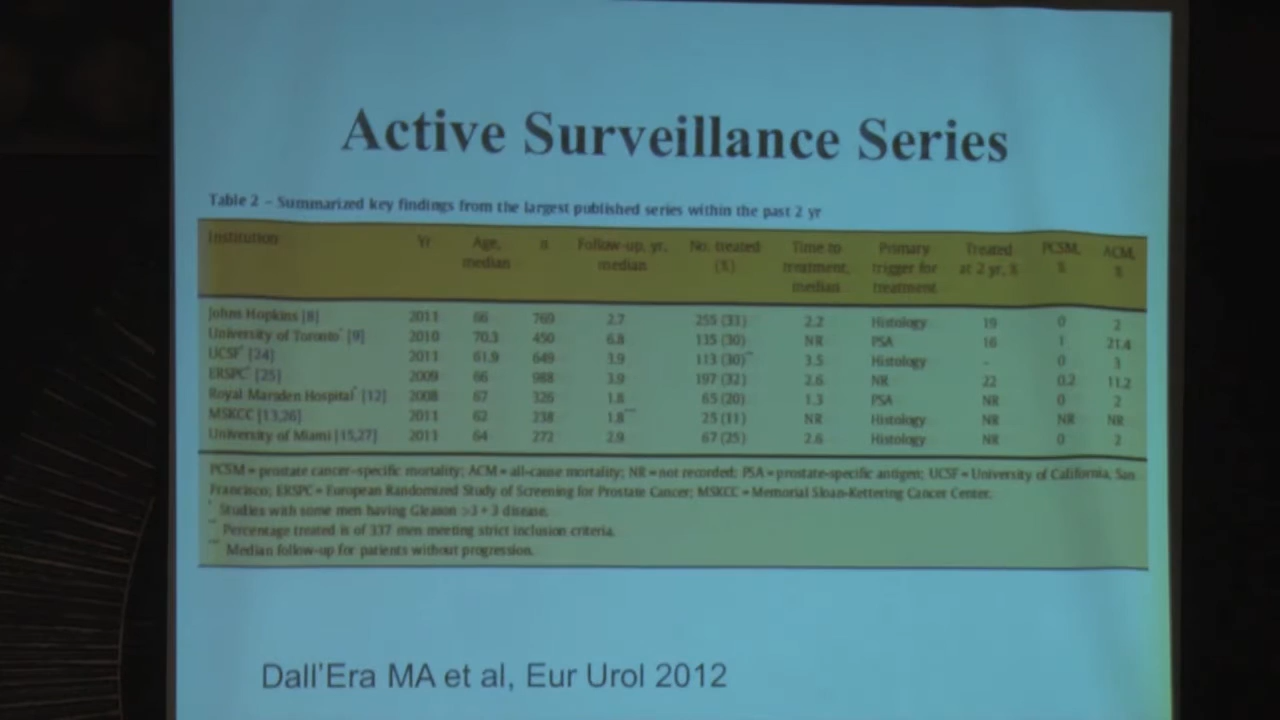 Active Surveillance Series
Table 2 – Summarized key findings from the largest published series within the past 2 yr
Institution Yr Age, median n Follow-up, yr, median No. treated (%) Time to treatment, median Primary trigger for treatment Treated at 2 yr, % PCSM, % ACM, %
Johns Hopkins [8] 2011 66 769 2.7 255 (33) 2.2 Histology 19 0 2
University of Toronto* [9] 2010 70.3 450 6.8 135 (30) NR PSA 16 1 21.4
UCSF* [24] 2011 61.9 649 3.9 113 (30)** 3.5 Histology - 0 3
ERSPC* [25] 2009 66 988 3.9 197 (32) 2.6 NR 22 0.2 11.2
Royal Marsden Hospital* [12] 2008 67 326 1.8 65 (20) 1.3 PSA NR 0 2
MSKCC [13,26] 2011 62 238 1.8*** 25 (11) NR Histology NR NR NR
University of Miami [15,27] 2011 64 272 2.9 67 (25) 2.6 Histology NR 0 2
PCSM = prostate cancer–specific mortality; ACM = all-cause mortality; NR = not recorded; PSA = prostate-specific antigen; UCSF = University of California, San
Francisco; ERSPC = European Randomized Study of Screening for Prostate Cancer; MSKCC = Memorial Sloan-Kettering Cancer Center.
* Studies with some men having Gleason >3 + 3 disease.
** Percentage treated is of 337 men meeting strict inclusion criteria.
*** Median follow-up for patients without progression.
Dall'Era MA et al, Eur Urol 2012